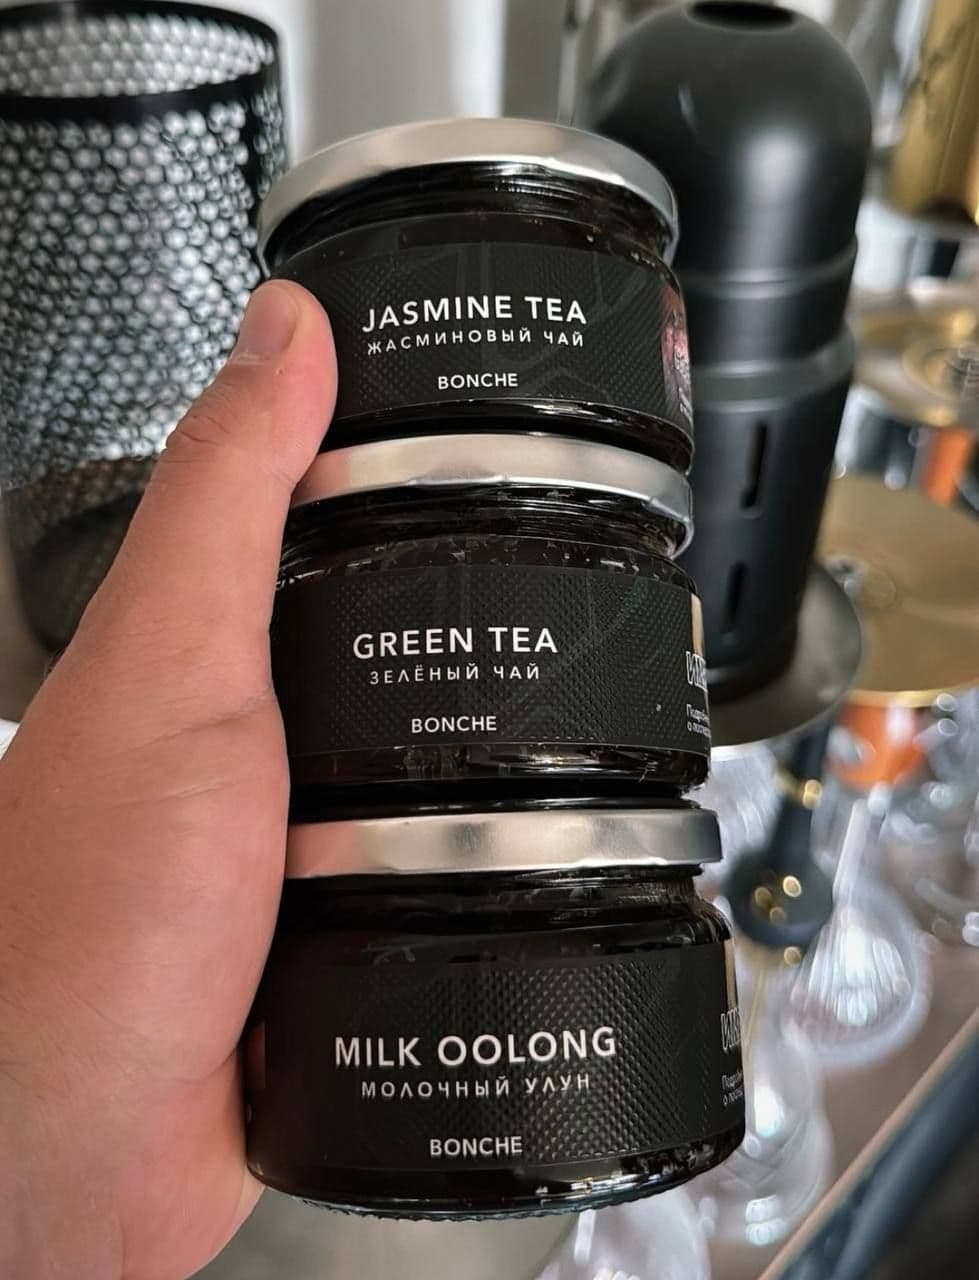 JASMINE TEA
ЖАСМИНОВЫЙ ЧАЙ
BONCHE
GREEN TEA
ЗЕЛЁНЫЙ ЧАЙ
BONCHE
MILK OOLONG
МОЛОЧНЫЙ УЛУН
BONCHE